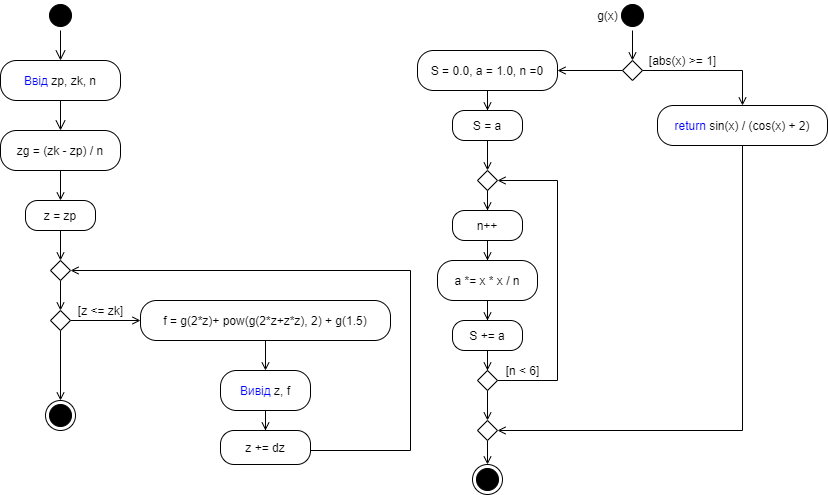 Ввід zp, zk, n
zg = (zk - zp) / n
z = zp
[z <= zk]
f = g(2*z)+ pow(g(2*z+z*z), 2) + g(1.5)
Вивід z, f
z += dz
g(x)
[abs(x) >= 1]
S = 0.0, a = 1.0, n =0
return sin(x) / (cos(x) + 2)
S = a
n++
a *= x * x / n
S += a
[n < 6]